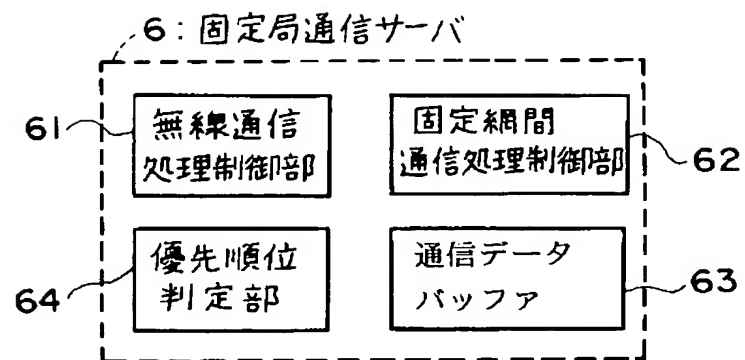 6:固定局通信サーバ
61
無線通信
処理制御部
固定網間
通信処理制御部
62
64
優先順位
判定部
通信データ
バッファ
63